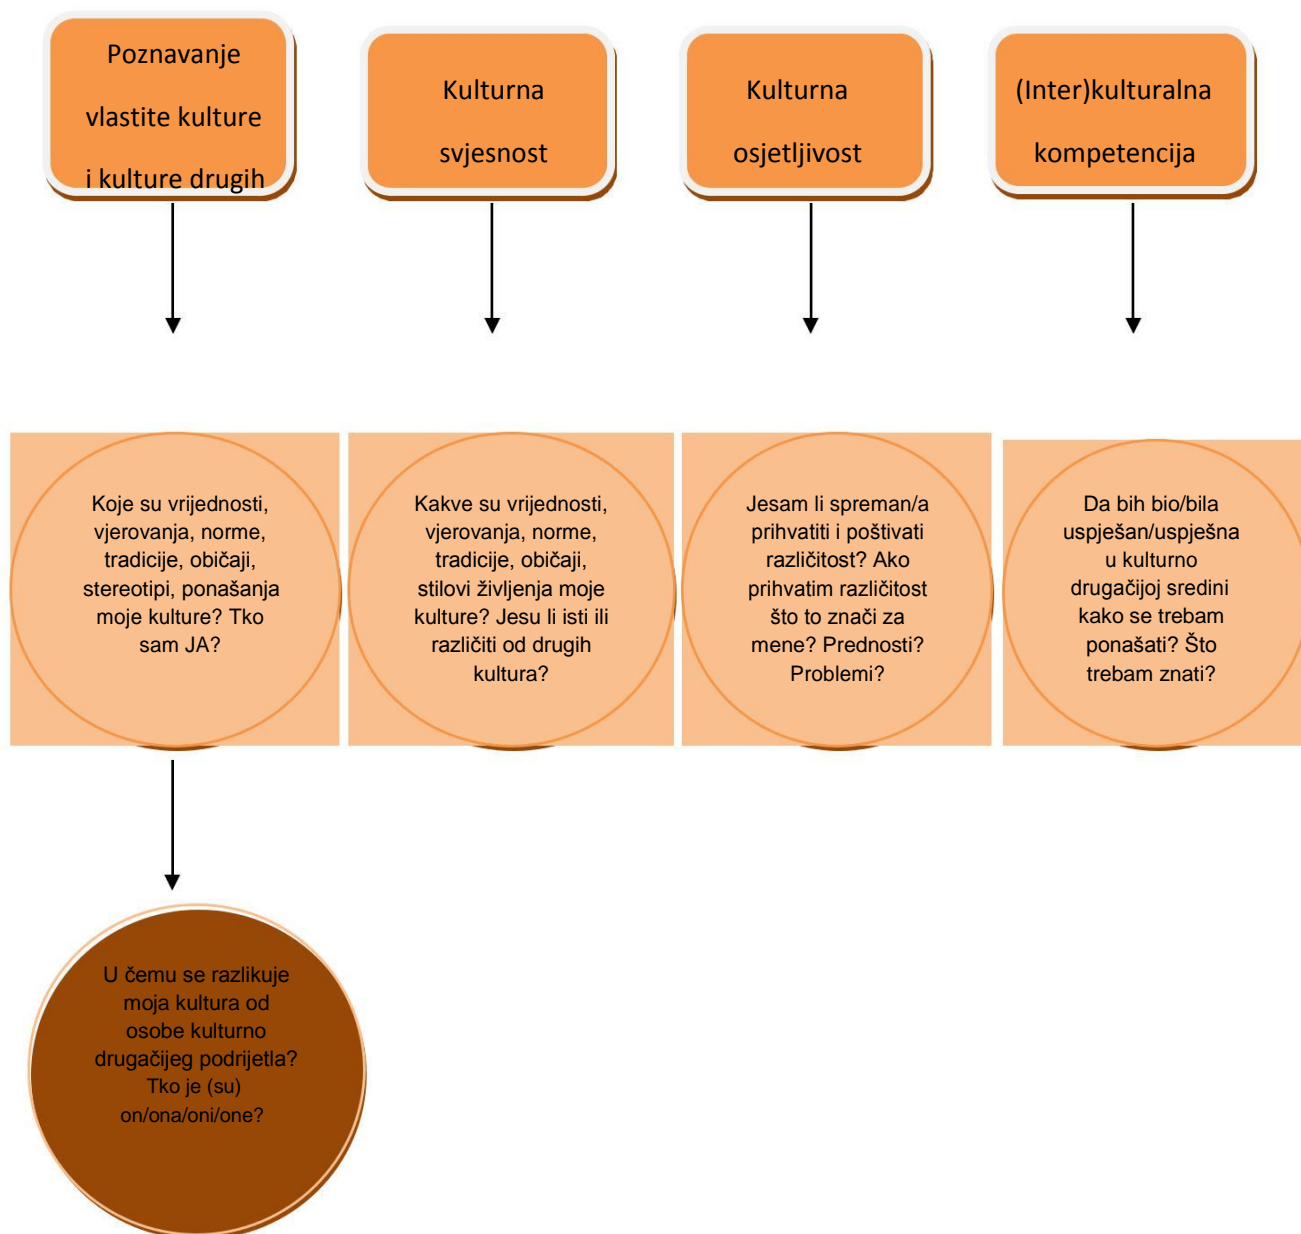 Poznavanje
vlastite kulture
i kulture drugih
Kulturna
svjesnost
Kulturna
osjetljivost
(Inter)kulturalna
kompetencija
Koje su vrijednosti,
vjerovanja, norme,
tradicije, običaji,
stereotipi, ponašanja
moje kulture? Tko
sam JA?
Kakve su vrijednosti,
vjerovanja, norme,
tradicije, običaji,
stilovi življenja moje
kulture? Jesu li isti ili
različiti od drugih
kultura?
Jesam li spreman/a
prihvatiti i poštivati
različitost? Ako
prihvatim različitost
što to znači za
mene? Prednosti?
Problemi?
Da bih bio/bila
uspješan/uspješna
u kulturno
drugačijoj sredini
kako se trebam
ponašati? Što
trebam znati?
U čemu se razlikuje
moja kultura od
osobe kulturno
drugačijeg podrijetla?
Tko je (su)
on/ona/oni/one?